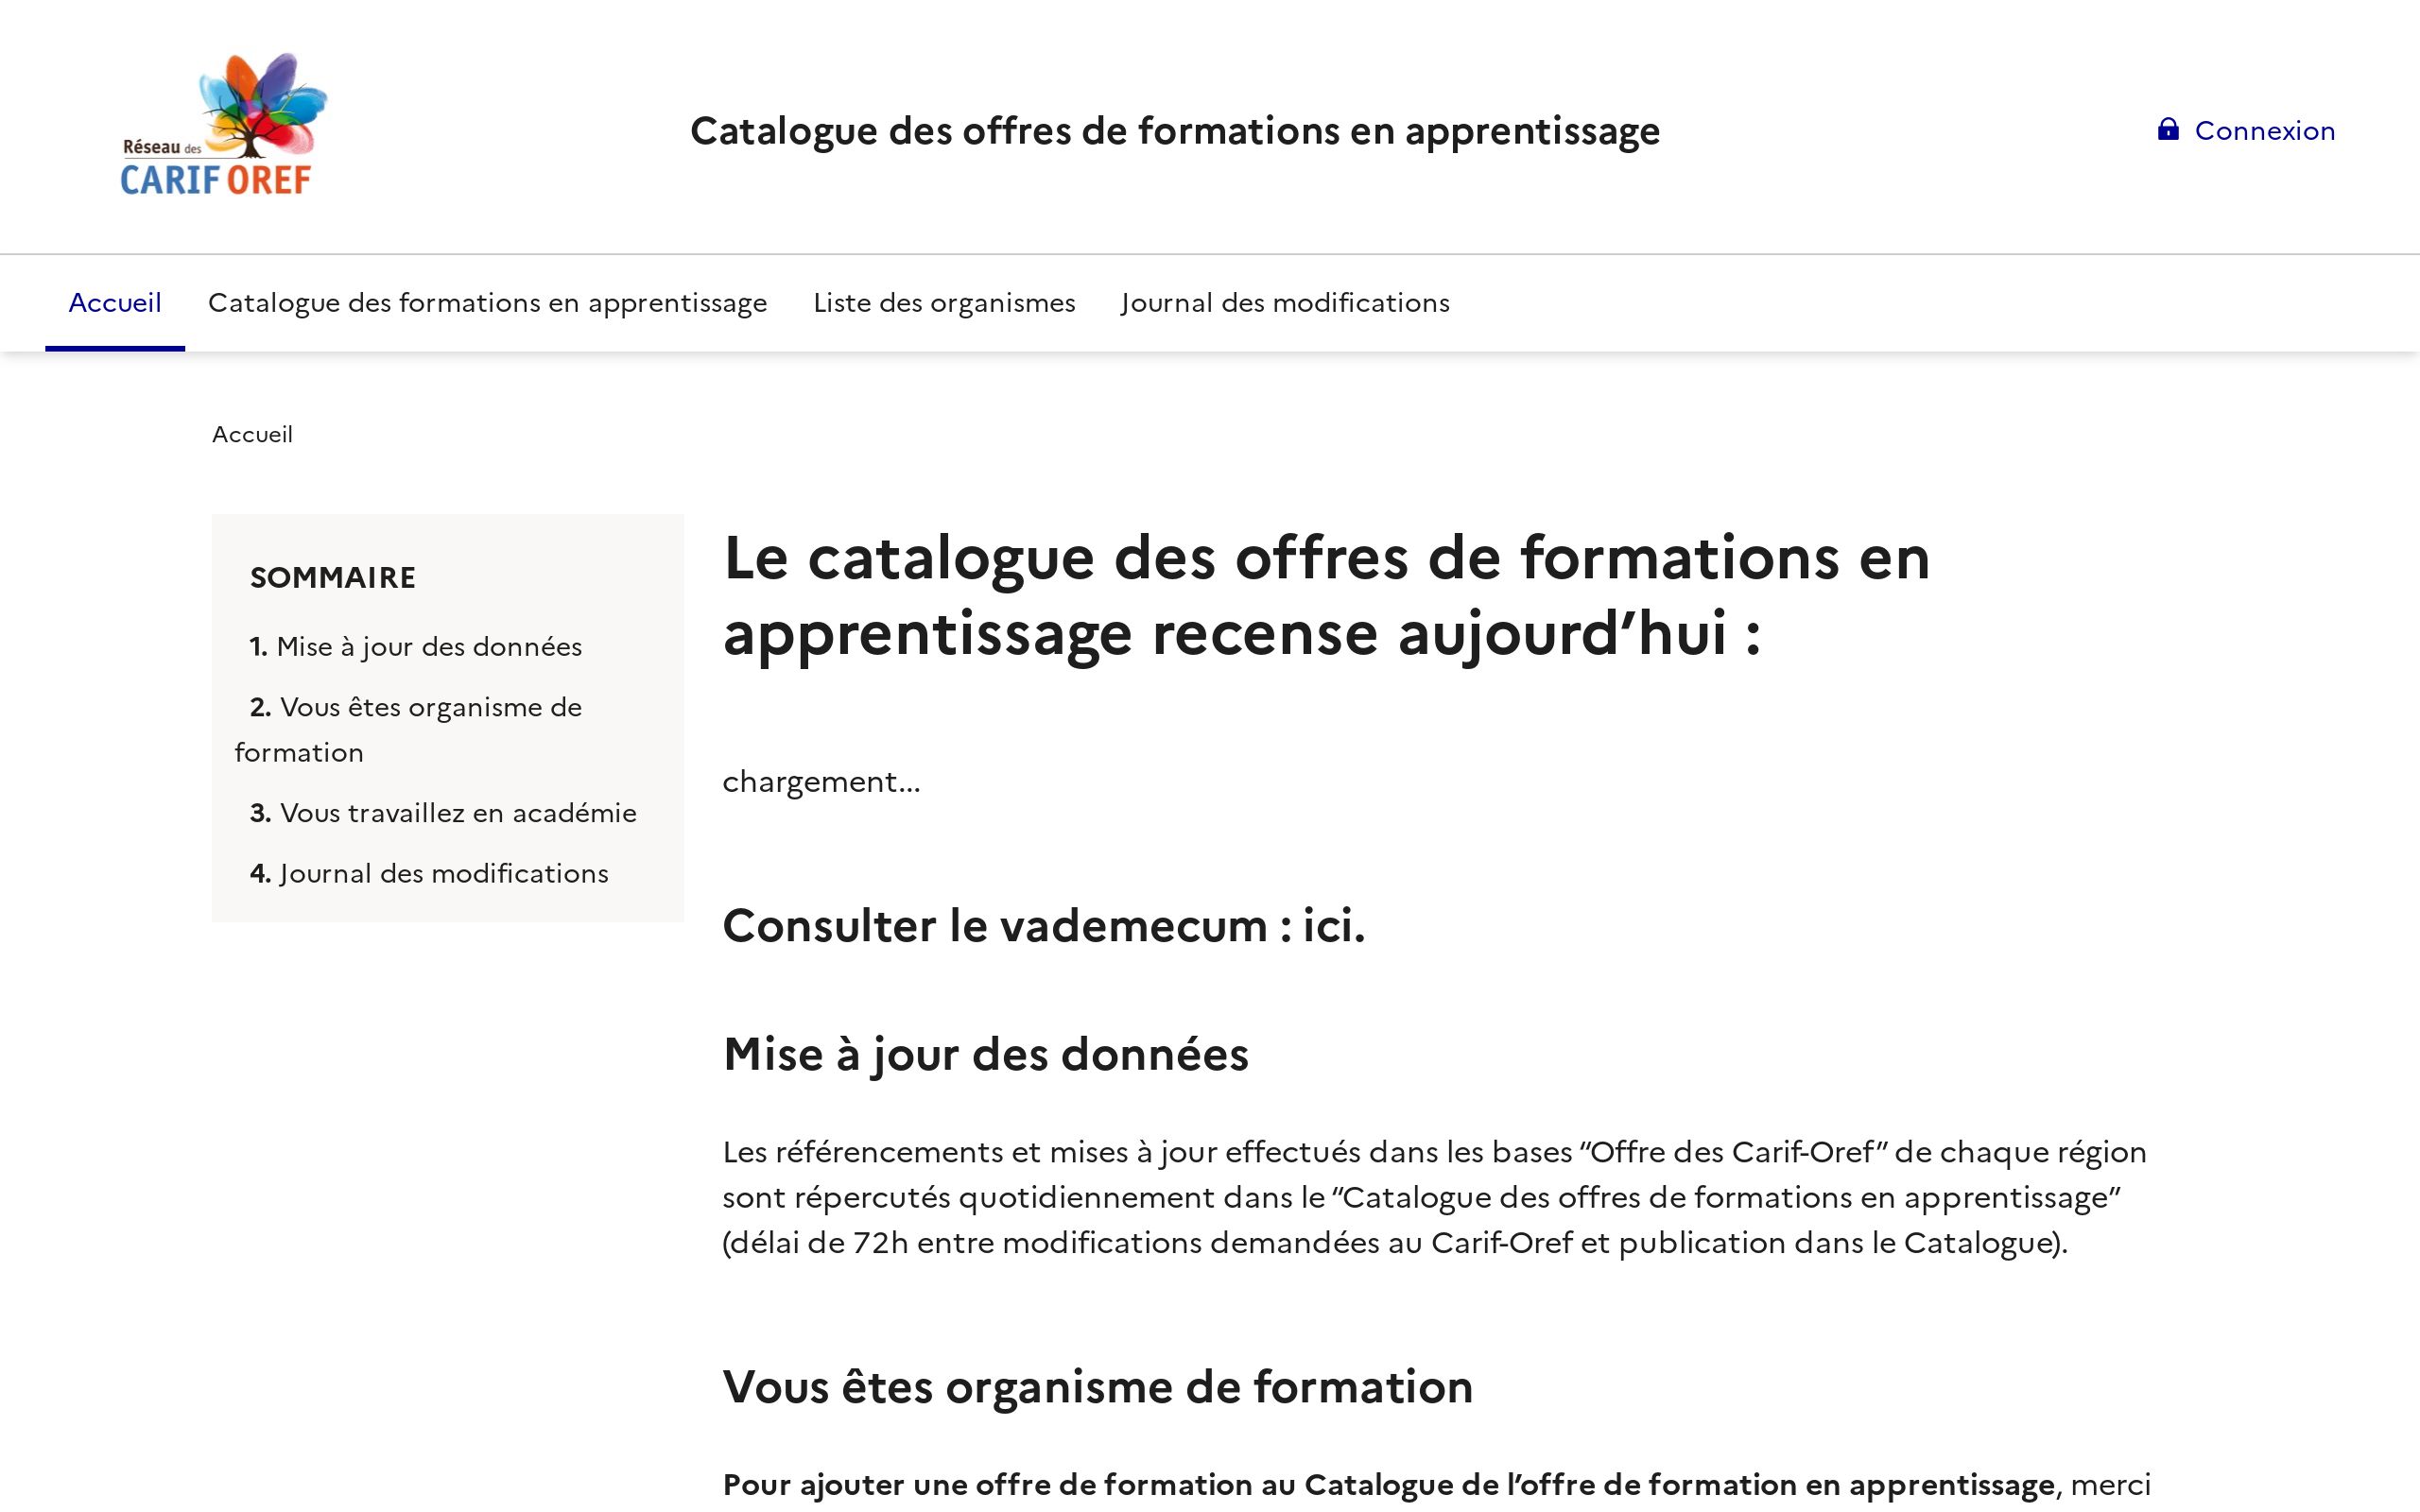 Réseau des
CARIF OREF
Catalogue des offres de formations en apprentissage
Connexion
Accueil
Catalogue des formations en apprentissage
Liste des organismes
Journal des modifications
Accueil
SOMMAIRE
1. Mise à jour des données
2. Vous êtes organisme de
formation
3. Vous travaillez en académie
4. Journal des modifications
Le catalogue des offres de formations en
apprentissage recense aujourd’hui :
chargement...
Consulter le vademecum : ici.
Mise à jour des données
Les référencements et mises à jour effectués dans les bases “Offre des Carif-Oref” de chaque région
sont répercutés quotidiennement dans le “Catalogue des offres de formations en apprentissage”
(délai de 72h entre modifications demandées au Carif-Oref et publication dans le Catalogue).
Vous êtes organisme de formation
Pour ajouter une offre de formation au Catalogue de l’offre de formation en apprentissage, merci